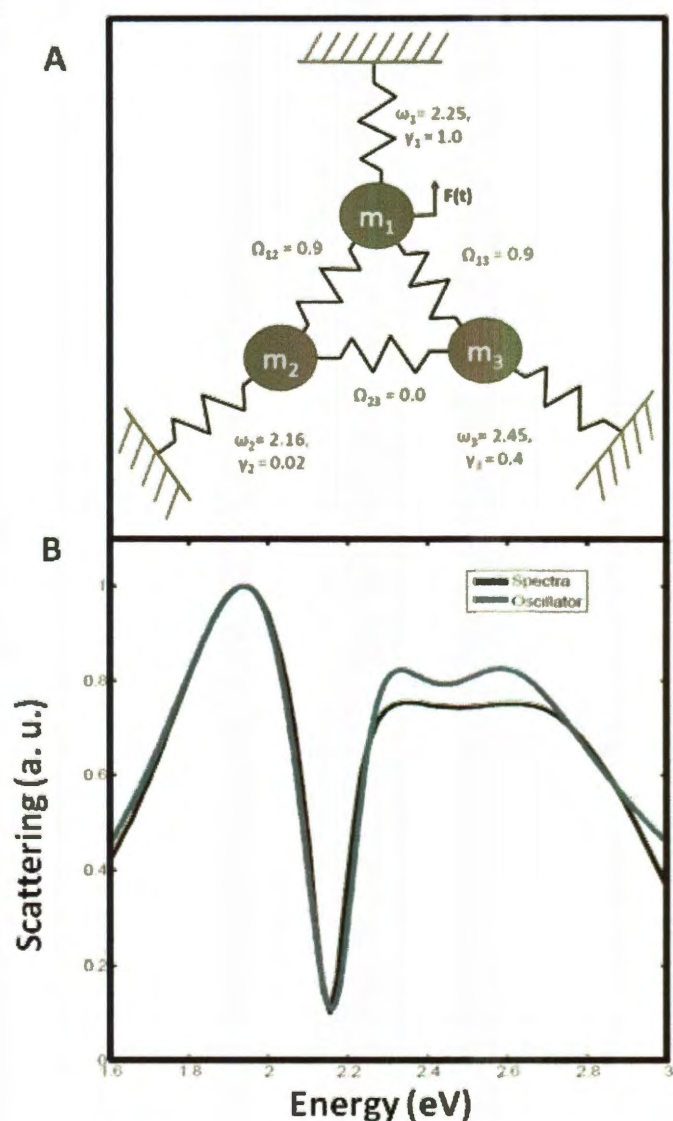 A
ω₁= 2.25,
γ₁= 1.0
F(t)
m₁
Ω₁₂ = 0.9
Ω₁₃ = 0.9
m₂
m₃
Ω₂₃ = 0.0
ω₂= 2.16,
γ₂= 0.02
ω₃= 2.45,
γ₃= 0.4
B
Spectra
Oscillator
1
0.8
0.6
0.4
0.2
0
1.6
2
2.2
2.4
2.6
2.8
3
Scattering (a. u.)
Energy (eV)